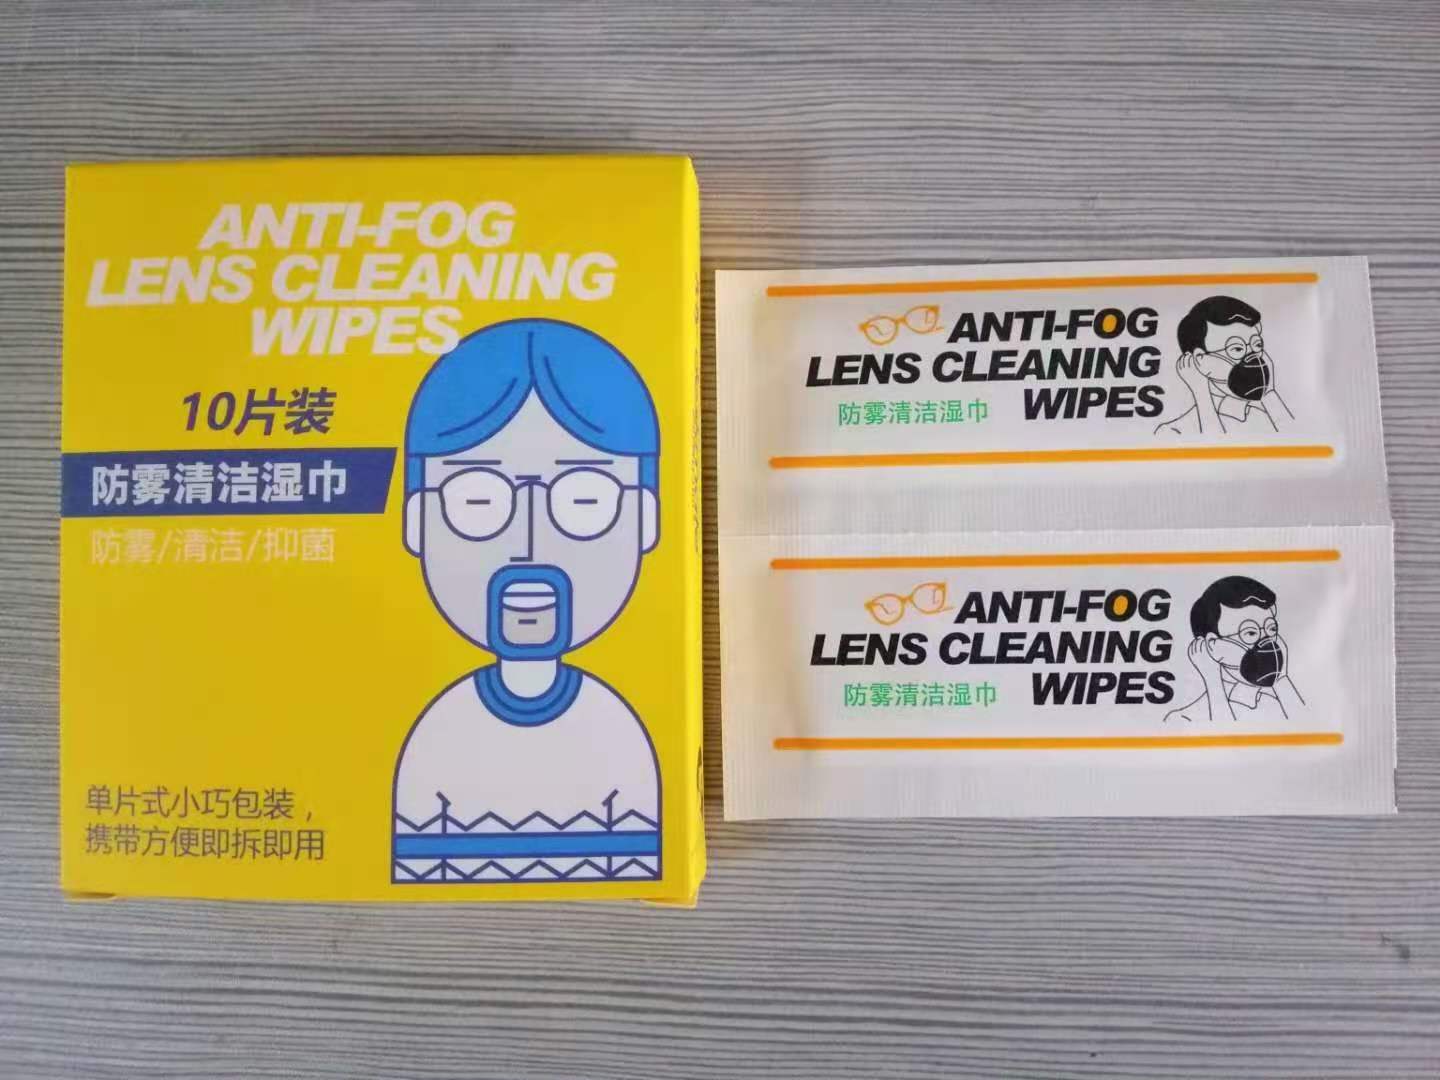 ANTI-FOG
LENS CLEANING
WIPES
10片装
防雾清洁湿巾
防雾/清洁/抑菌
单片式小巧包装，
携带方便即拆即用
ANTI-FOG
LENS CLEANING
WIPES
防雾清洁湿巾
ANTI-FOG
LENS CLEANING
WIPES
防雾清洁湿巾